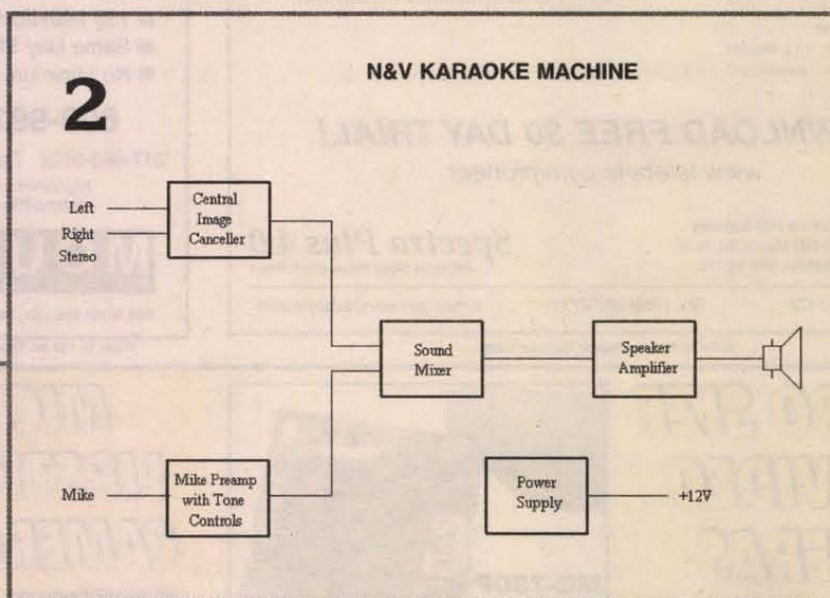 2
N&V KARAOKE MACHINE
Left
Right
Stereo
Central
Image
Canceller
Sound
Mixer
Speaker
Amplifier
Mike
Mike Preamp
with Tone
Controls
Power
Supply
+12V